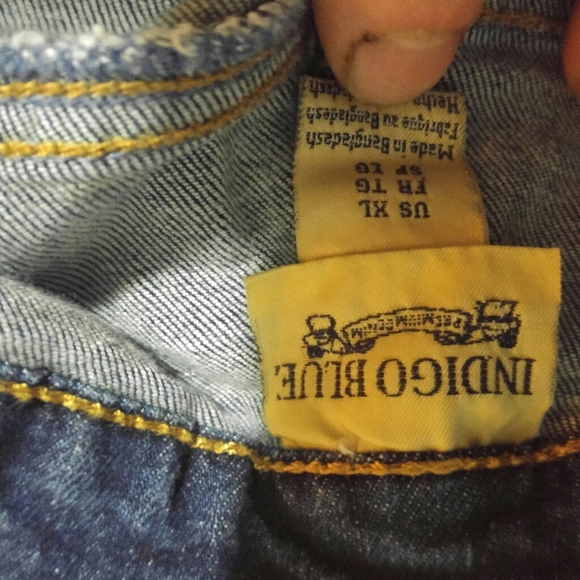 INDIGO BLUE
PREMIUM DENIM
US XL
FR TG
SP EG
Made in Bangladesh
Fabriqué au Bangladesh